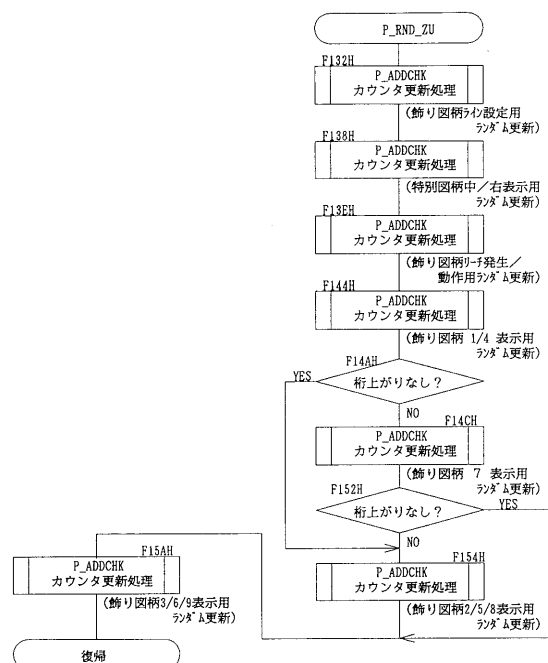 P_RND_ZU
F132H
P_ADDCHK
カウンタ更新処理
(飾り図柄ﾗｲﾝ設定用
ﾗﾝﾀﾞﾑ更新)
F138H
P_ADDCHK
カウンタ更新処理
(特別図柄中／右表示用
ﾗﾝﾀﾞﾑ更新)
F13EH
P_ADDCHK
カウンタ更新処理
(飾り図柄ﾘｰﾁ発生／
動作用ﾗﾝﾀﾞﾑ更新)
F144H
P_ADDCHK
カウンタ更新処理
(飾り図柄 1/4 表示用
ﾗﾝﾀﾞﾑ更新)
F14AH
YES
桁上がりなし？
NO
F14CH
P_ADDCHK
カウンタ更新処理
(飾り図柄 7 表示用
ﾗﾝﾀﾞﾑ更新)
F152H
桁上がりなし？
YES
NO
F154H
P_ADDCHK
カウンタ更新処理
(飾り図柄2/5/8表示用
ﾗﾝﾀﾞﾑ更新)
F15AH
P_ADDCHK
カウンタ更新処理
(飾り図柄3/6/9表示用
ﾗﾝﾀﾞﾑ更新)
復帰